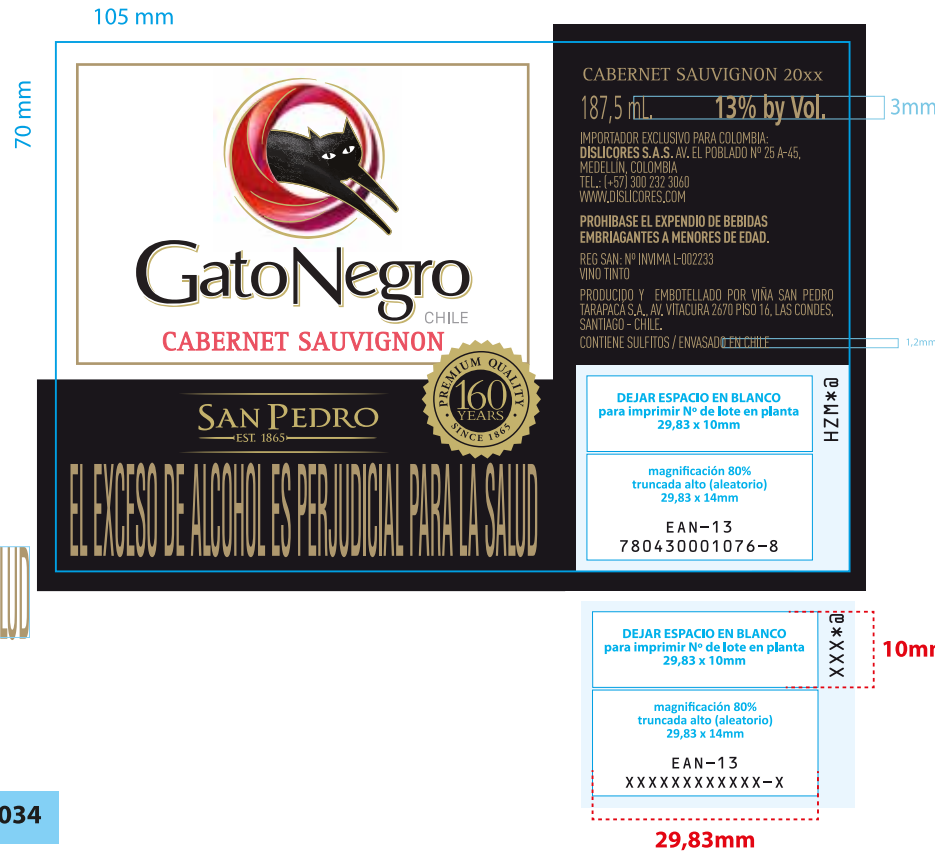 105 mm
70 mm
GatoNegro
CHILE
CABERNET SAUVIGNON
SAN PEDRO
EST. 1865
PREMIUM QUALITY
160
YEARS
SINCE 1865
EL EXCESO DE ALCOHOL ES PERJUDICIAL PARA LA SALUD
CABERNET SAUVIGNON 20xx
187,5 mL. 13% by Vol.
3mm
IMPORTADOR EXCLUSIVO PARA COLOMBIA:
DISLICORES S.A.S. AV. EL POBLADO Nº 25 A-45,
MEDELLÍN, COLOMBIA
TEL.: (+57) 300 232 3060
WWW.DISLICORES.COM
PROHIBASE EL EXPENDIO DE BEBIDAS
EMBRIAGANTES A MENORES DE EDAD.
REG SAN: Nº INVIMA L-002233
VINO TINTO
PRODUCIDO Y EMBOTELLADO POR VIÑA SAN PEDRO
TARAPACÁ S.A., AV. VITACURA 2670 PISO 16, LAS CONDES,
SANTIAGO - CHILE.
CONTIENE SULFITOS / ENVASADO EN CHILE
1,2mm
DEJAR ESPACIO EN BLANCO
para imprimir Nº de lote en planta
29,83 x 10mm
HZM*@
magnificación 80%
truncada alto (aleatorio)
29,83 x 14mm
EAN-13
780430001076-8
LUD
DEJAR ESPACIO EN BLANCO
para imprimir Nº de lote en planta
29,83 x 10mm
XXX*@
10mm
magnificación 80%
truncada alto (aleatorio)
29,83 x 14mm
EAN-13
XXXXXXXXXXXX-X
29,83mm
034